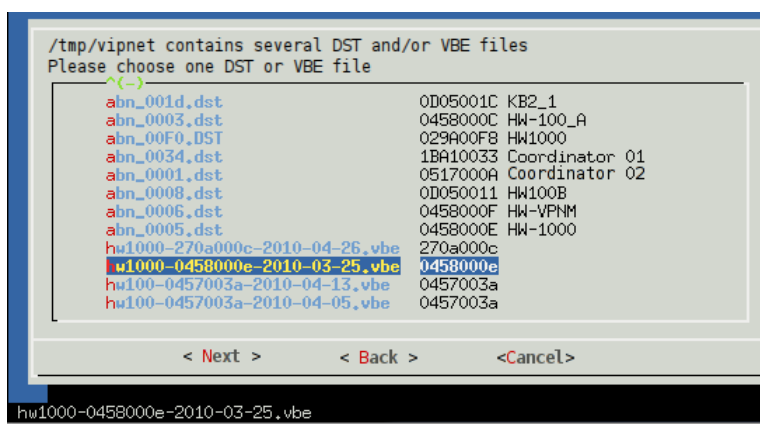 /tmp/vipnet contains several DST and/or VBE files
Please choose one DST or VBE file
^(-)
abn_001d.dst 0D05001C KB2_1
abn_0003.dst 0458000C HW-100_A
abn_00F0.DST 029A00F8 HW1000
abn_0034.dst 1BA10033 Coordinator 01
abn_0001.dst 0517000A Coordinator 02
abn_0008.dst 0D050011 HW100B
abn_0006.dst 0458000F HW-VPNM
abn_0005.dst 0458000E HW-1000
hw1000-270a000c-2010-04-26.vbe 270a000c
hw1000-0458000e-2010-03-25.vbe 0458000e
hw100-0457003a-2010-04-13.vbe 0457003a
hw100-0457003a-2010-04-05.vbe 0457003a
< Next > < Back > <Cancel>
hw1000-0458000e-2010-03-25.vbe